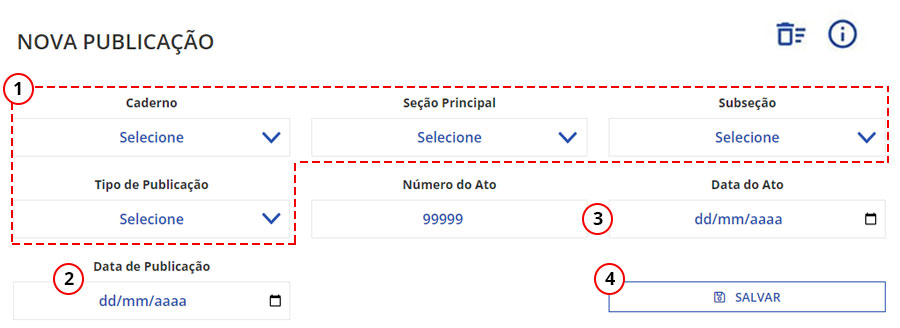 NOVA PUBLICAÇÃO
1
Caderno Seção Principal Subseção
Selecione Selecione Selecione
Tipo de Publicação Número do Ato Data do Ato
Selecione 99999 3 dd/mm/aaaa
2 Data de Publicação 4
dd/mm/aaaa SALVAR